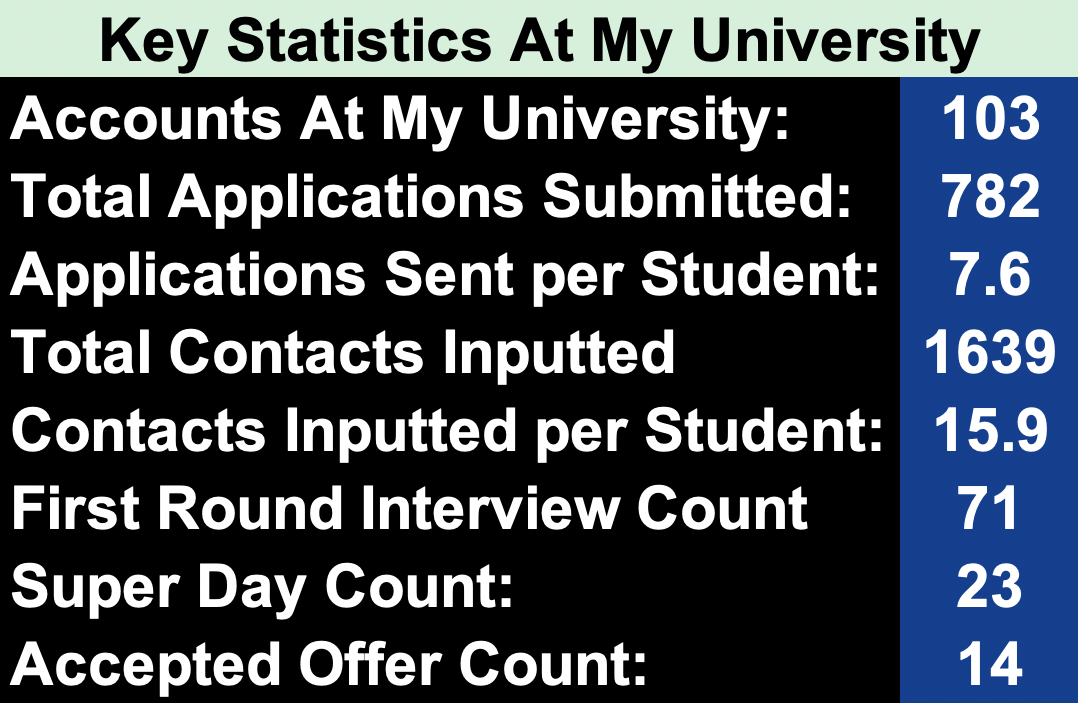 Key Statistics At My University
Accounts At My University: 103
Total Applications Submitted: 782
Applications Sent per Student: 7.6
Total Contacts Inputted 1639
Contacts Inputted per Student: 15.9
First Round Interview Count 71
Super Day Count: 23
Accepted Offer Count: 14